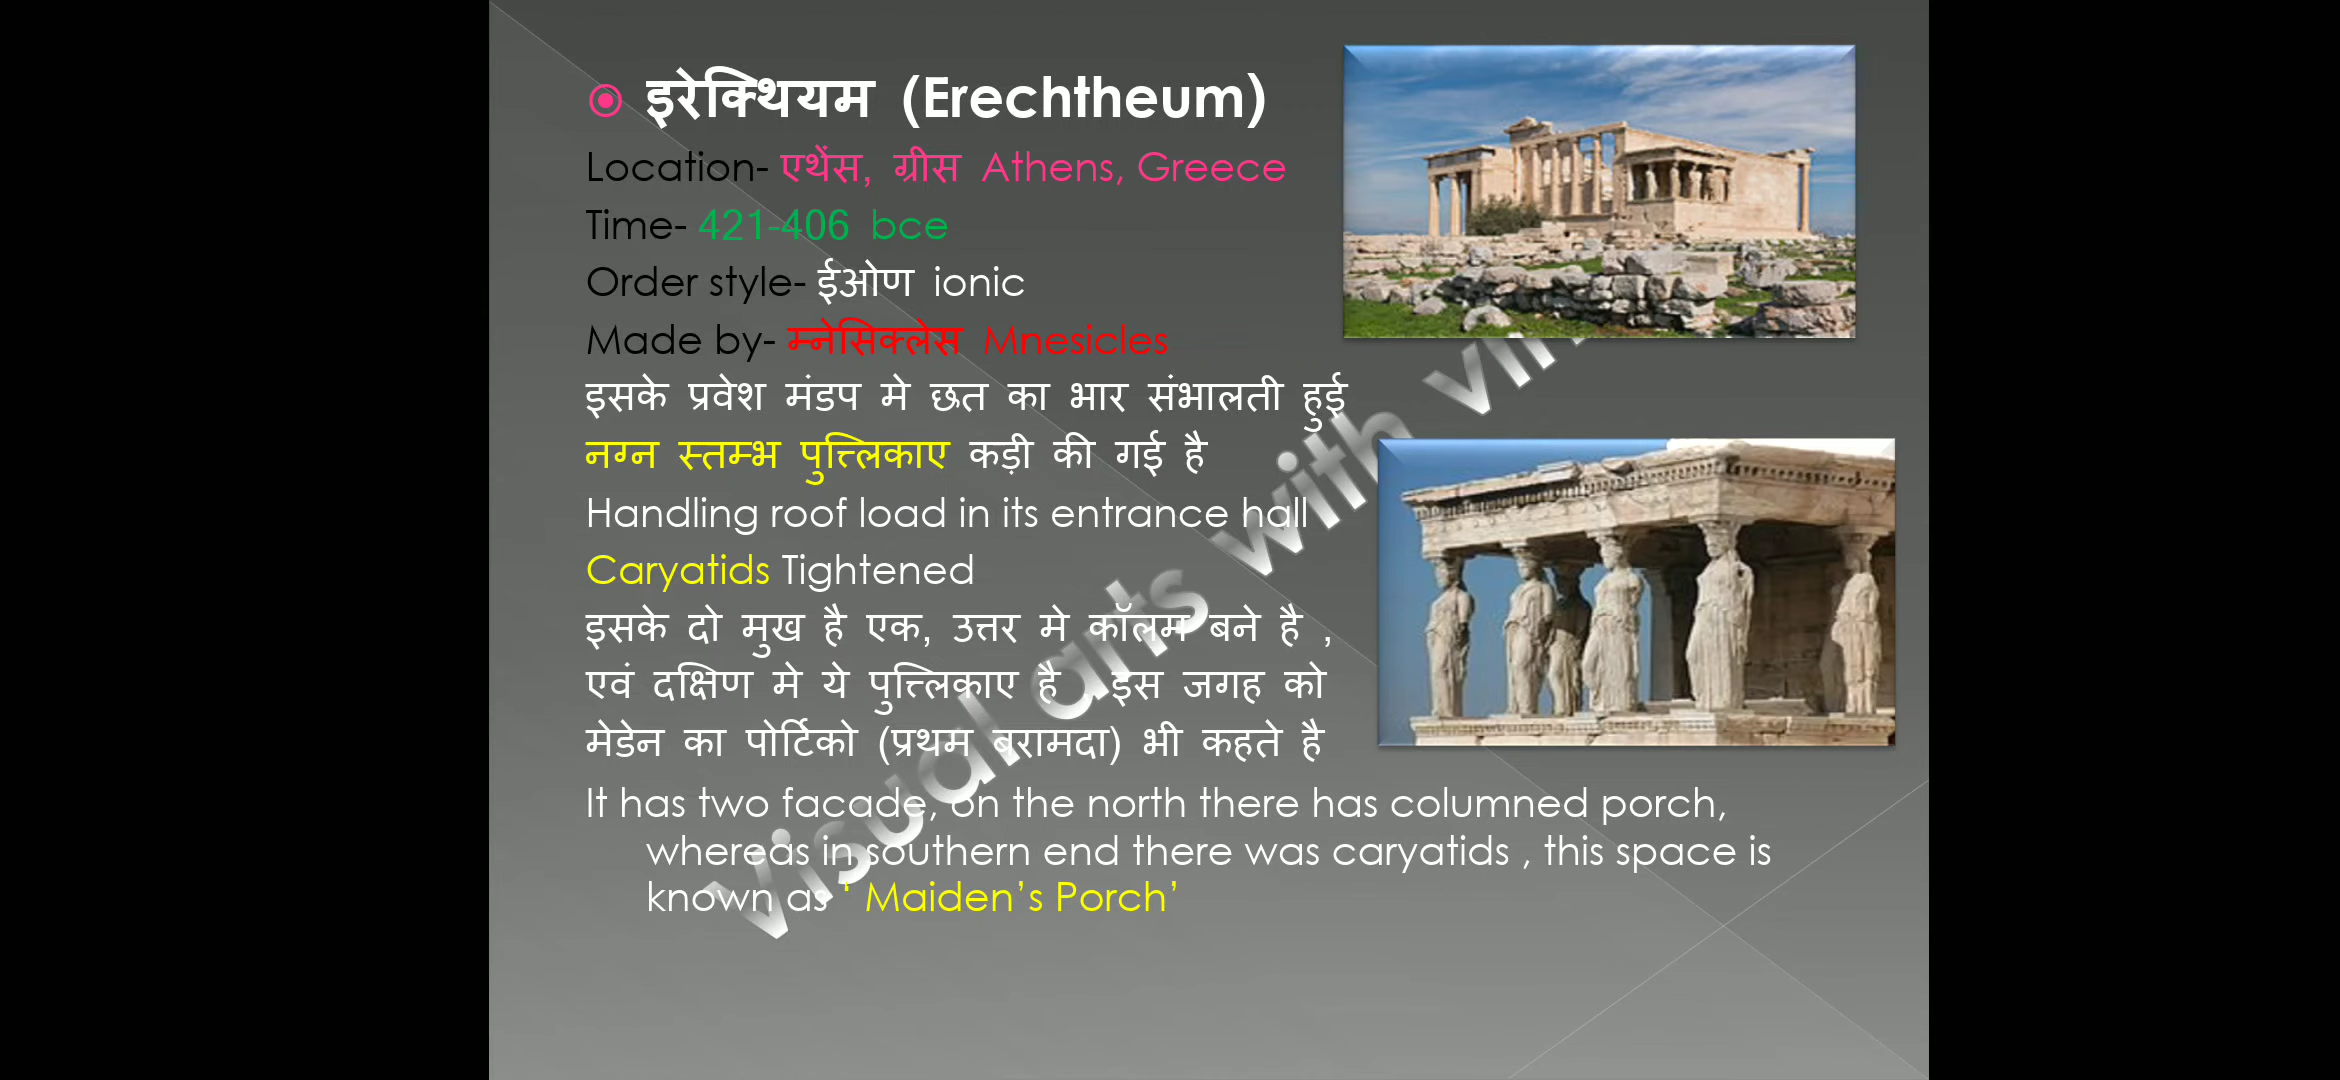 इरेक्थियम (Erechtheum)
Location- एथेंस, ग्रीस Athens, Greece
Time- 421-406 bce
Order style- ईओण ionic
Made by- म्नेसिक्लेस Mnesicles
इसके प्रवेश मंडप मे छत का भार संभालती हुई
नग्न स्तम्भ पुत्त्लिकाए कड़ी की गई है
Handling roof load in its entrance hall
Caryatids Tightened
इसके दो मुख है एक, उत्तर मे कॉलम बने है ,
एवं दक्षिण मे ये पुत्त्लिकाए है , इस जगह को
मेडेन का पोर्टिको (प्रथम बरामदा) भी कहते है
It has two facade, on the north there has columned porch,
whereas in southern end there was caryatids , this space is
known as ‘ Maiden’s Porch’
visual arts with